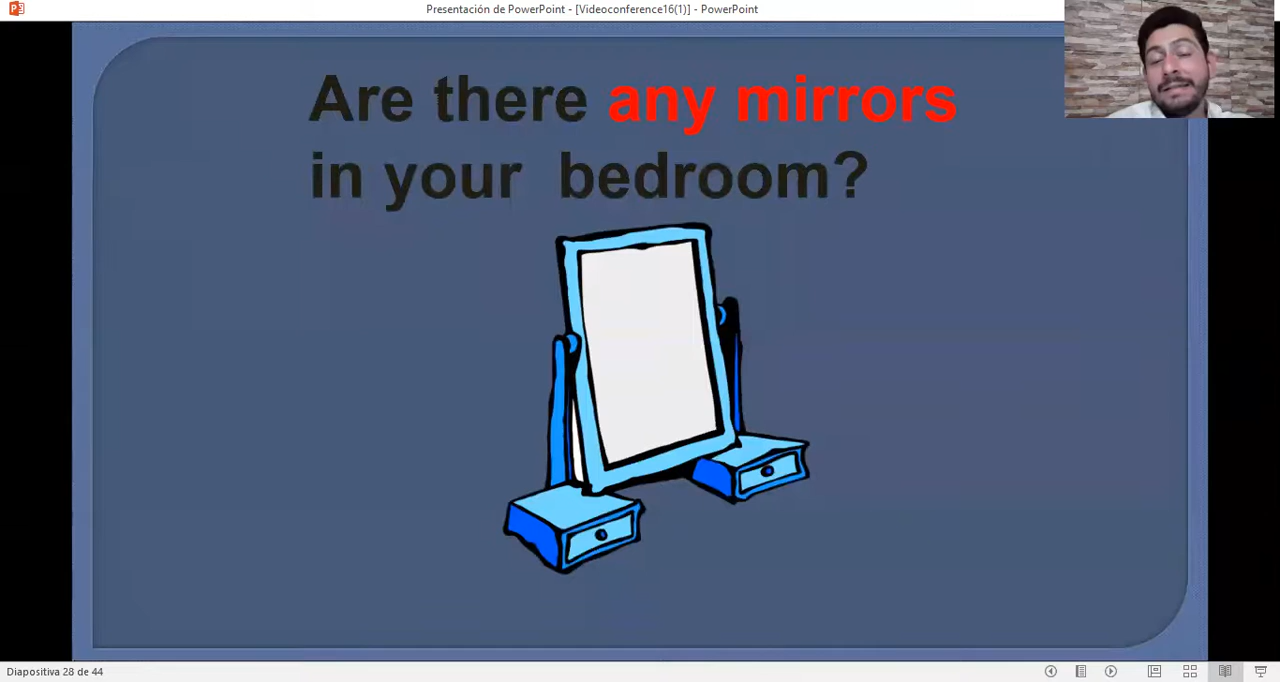 Presentación de PowerPoint - [Videoconference16(1)] - PowerPoint
Are there any mirrors
in your bedroom?
Diapositiva 28 de 44